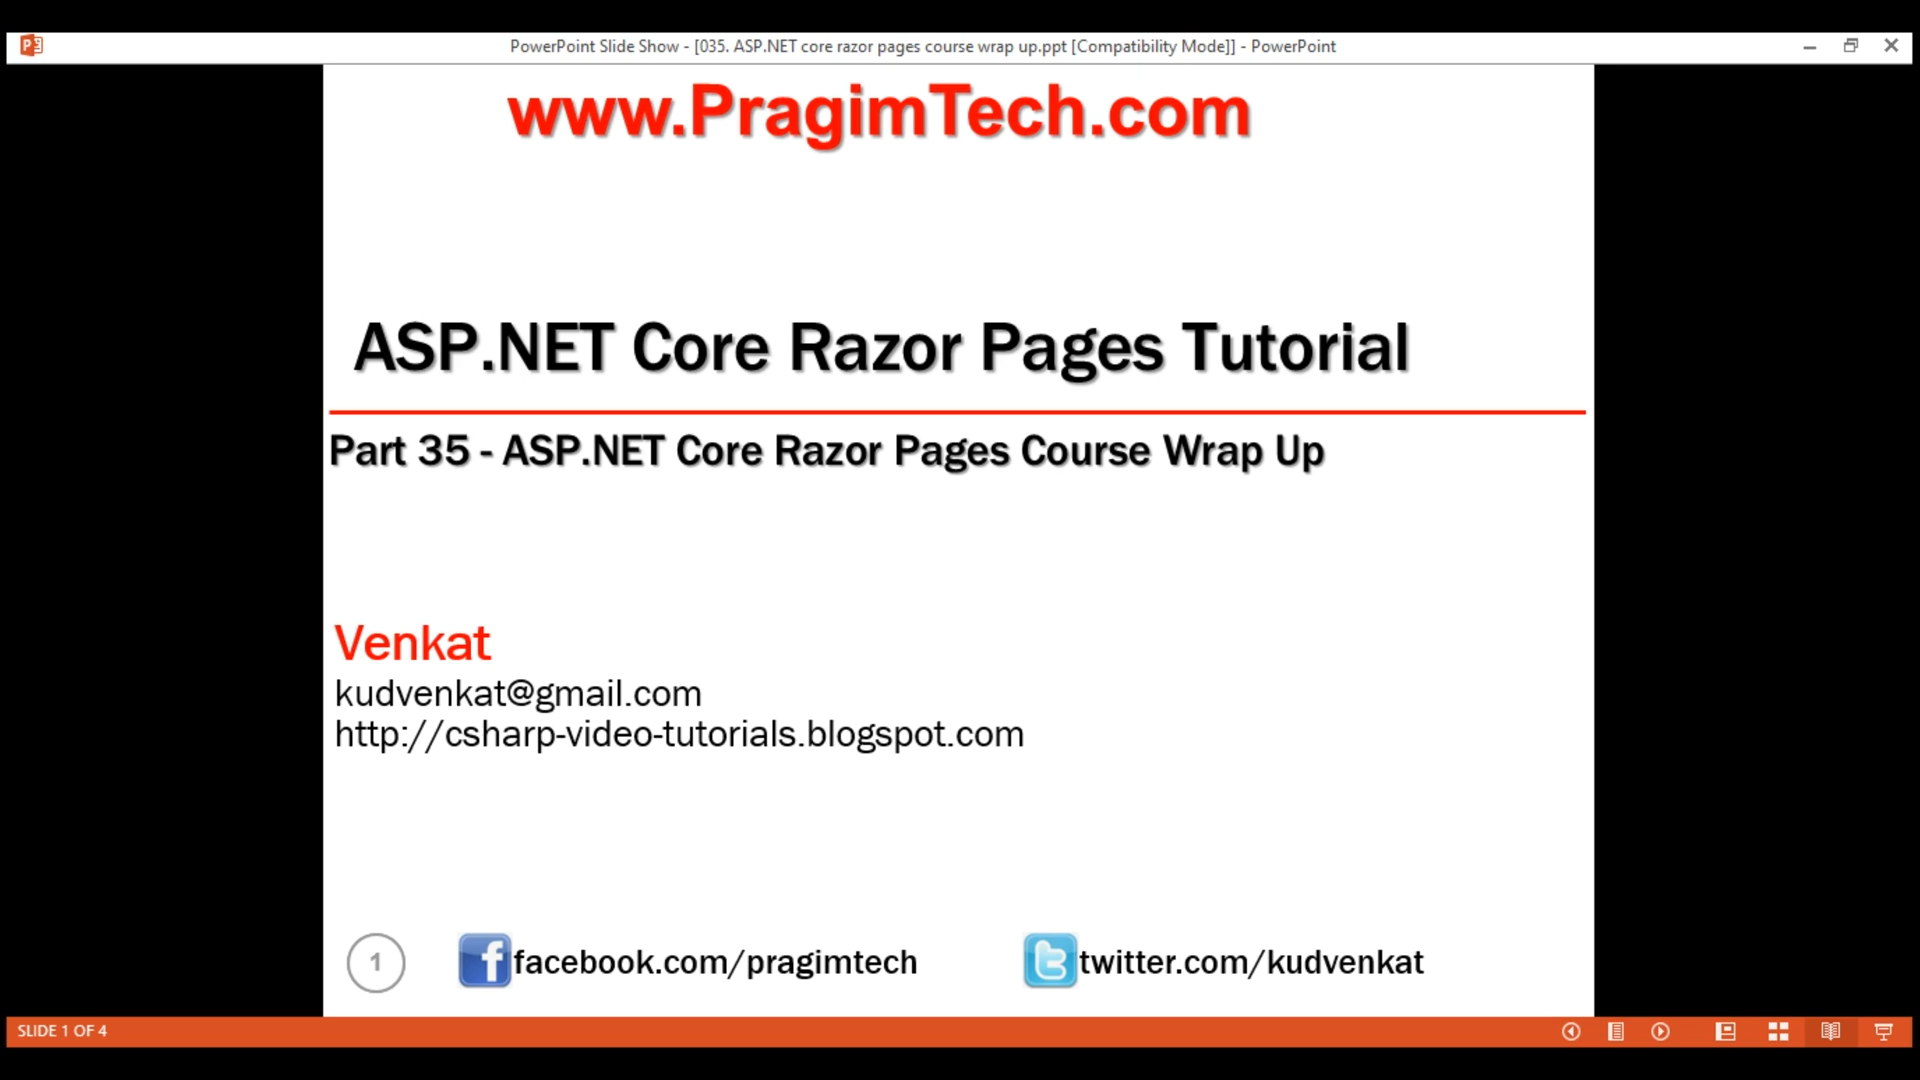 PowerPoint Slide Show - [035. ASP.NET core razor pages course wrap up.ppt [Compatibility Mode]] - PowerPoint
www.PragimTech.com
ASP.NET Core Razor Pages Tutorial
Part 35 - ASP.NET Core Razor Pages Course Wrap Up
Venkat
kudvenkat@gmail.com
http://csharp-video-tutorials.blogspot.com
1
facebook.com/pragimtech
twitter.com/kudvenkat
SLIDE 1 OF 4